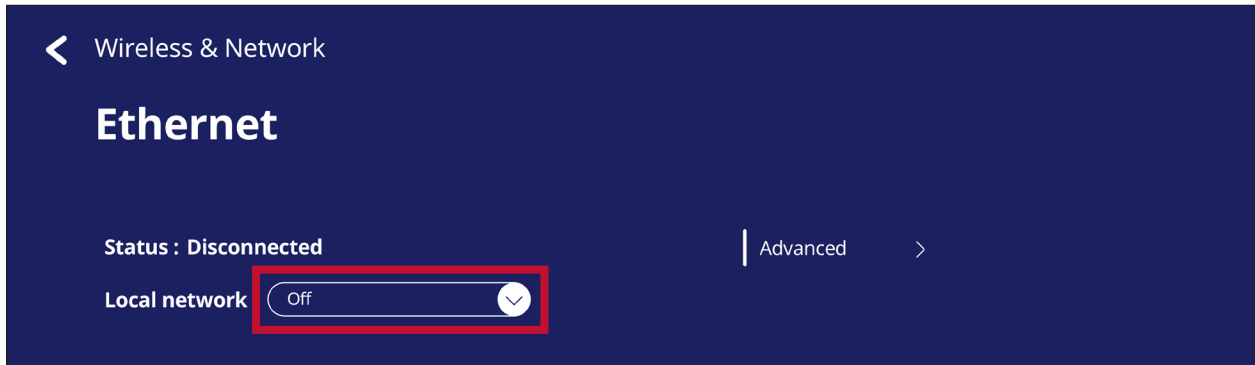 Wireless & Network
Ethernet
Status : Disconnected
Advanced
Local network
Off